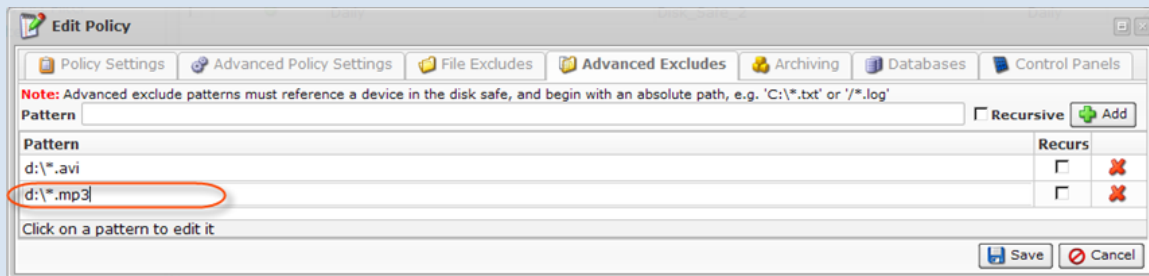 Edit Policy
Policy Settings Advanced Policy Settings File Excludes Advanced Excludes Archiving Databases Control Panels
Note: Advanced exclude patterns must reference a device in the disk safe, and begin with an absolute path, e.g. 'C:\*.txt' or '/*.log'
Pattern Recursive Add
Pattern Recurs
d:\*.avi
d:\*.mp3
Click on a pattern to edit it
Save Cancel